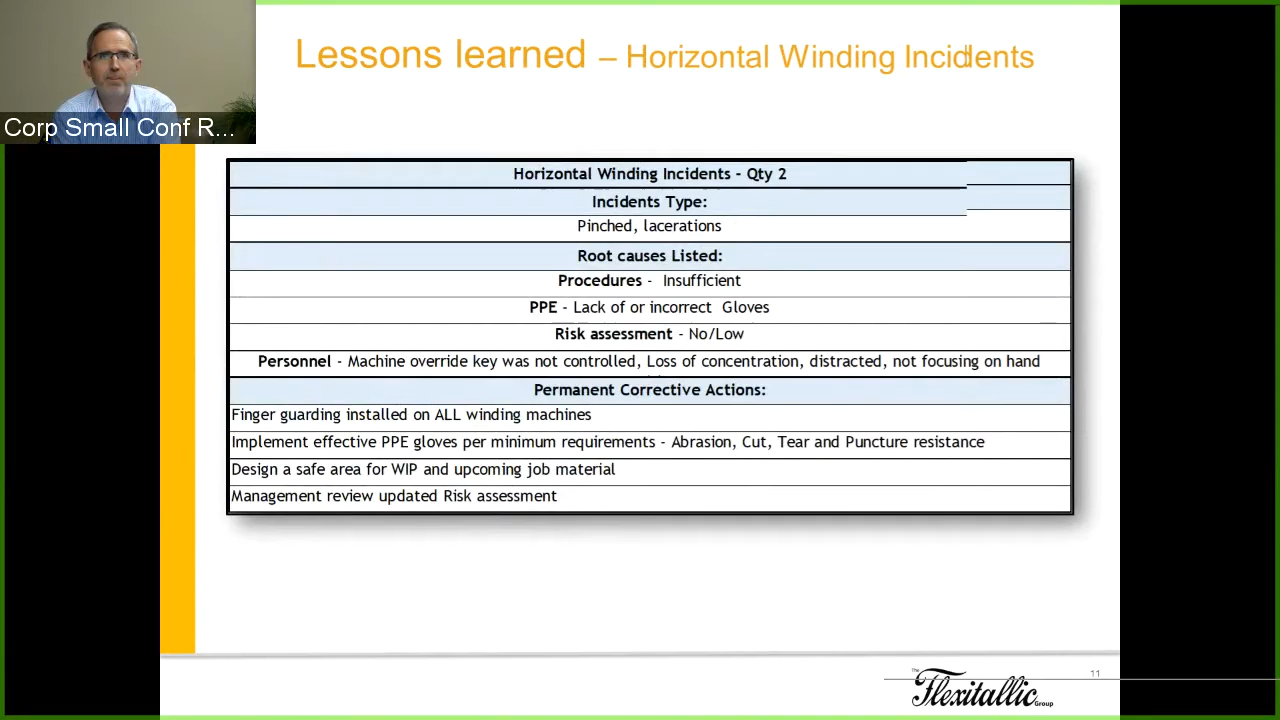 Lessons learned – Horizontal Winding Incidents
Corp Small Conf R...
Horizontal Winding Incidents - Qty 2
Incidents Type:
Pinched, lacerations
Root causes Listed:
Procedures - Insufficient
PPE - Lack of or incorrect Gloves
Risk assessment - No/Low
Personnel - Machine override key was not controlled, Loss of concentration, distracted, not focusing on hand
Permanent Corrective Actions:
Finger guarding installed on ALL winding machines
Implement effective PPE gloves per minimum requirements - Abrasion, Cut, Tear and Puncture resistance
Design a safe area for WIP and upcoming job material
Management review updated Risk assessment
11
The
Flexitallic Group